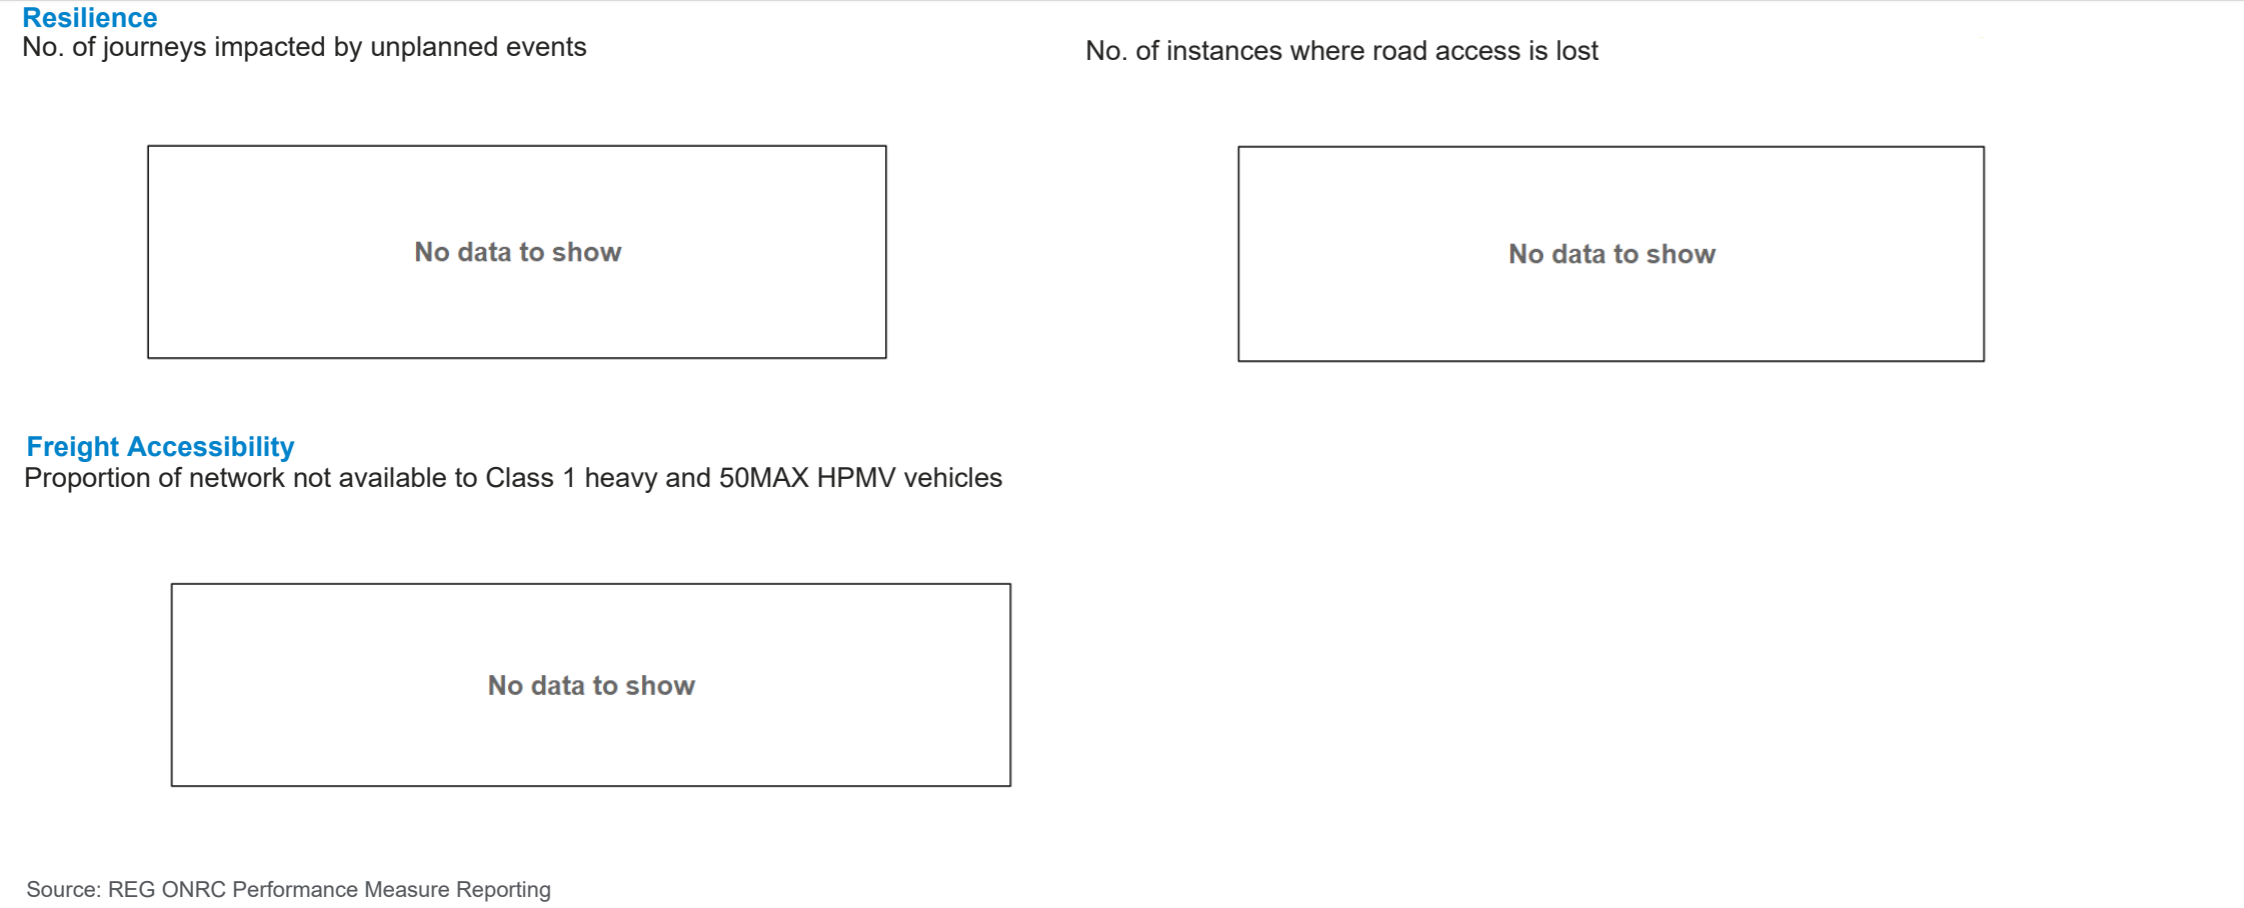 Resilience
No. of journeys impacted by unplanned events
No. of instances where road access is lost
No data to show
No data to show
Freight Accessibility
Proportion of network not available to Class 1 heavy and 50MAX HPMV vehicles
No data to show
Source: REG ONRC Performance Measure Reporting